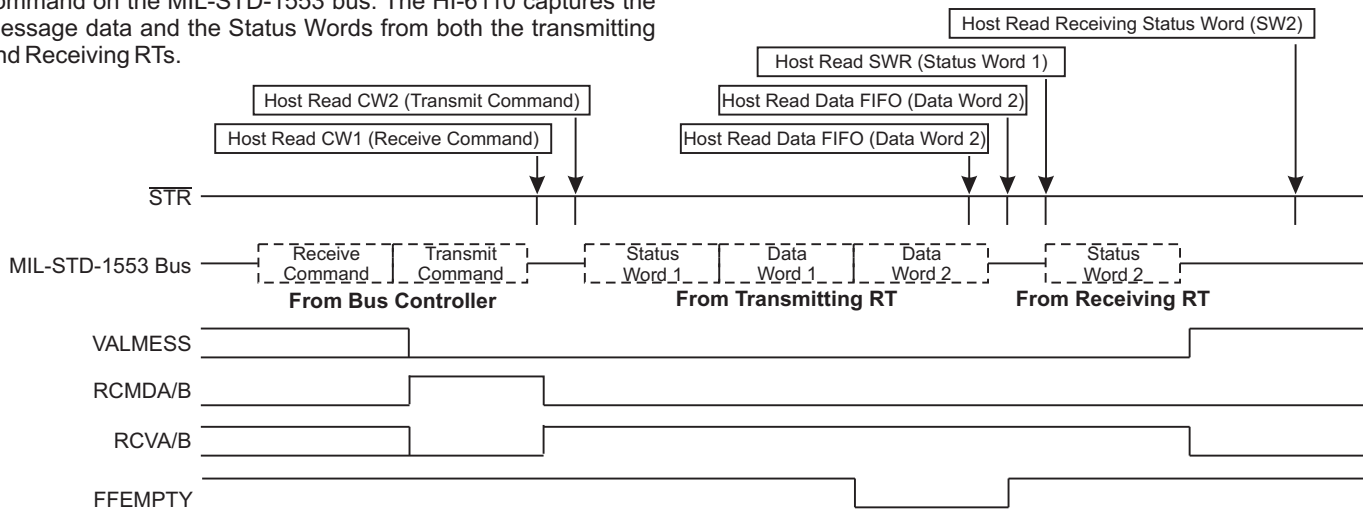 command on the MIL-STD-1553 bus. The HI-6110 captures the
message data and the Status Words from both the transmitting
and Receiving RTs.
Host Read Receiving Status Word (SW2)
Host Read SWR (Status Word 1)
Host Read CW2 (Transmit Command)
Host Read Data FIFO (Data Word 2)
Host Read CW1 (Receive Command)
Host Read Data FIFO (Data Word 2)
STR
MIL-STD-1553 Bus
Receive
Command
Transmit
Command
Status
Word 1
Data
Word 1
Data
Word 2
Status
Word 2
From Bus Controller
From Transmitting RT
From Receiving RT
VALMESS
RCMDA/B
RCVA/B
FFEMPTY